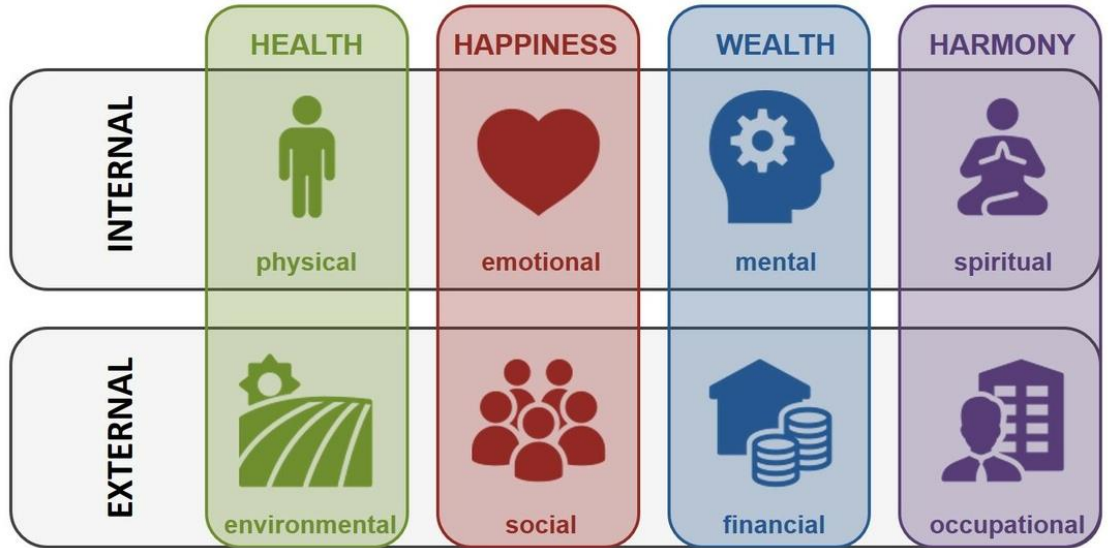 HEALTH
HAPPINESS
WEALTH
HARMONY
INTERNAL
physical
emotional
mental
spiritual
EXTERNAL
environmental
social
financial
occupational